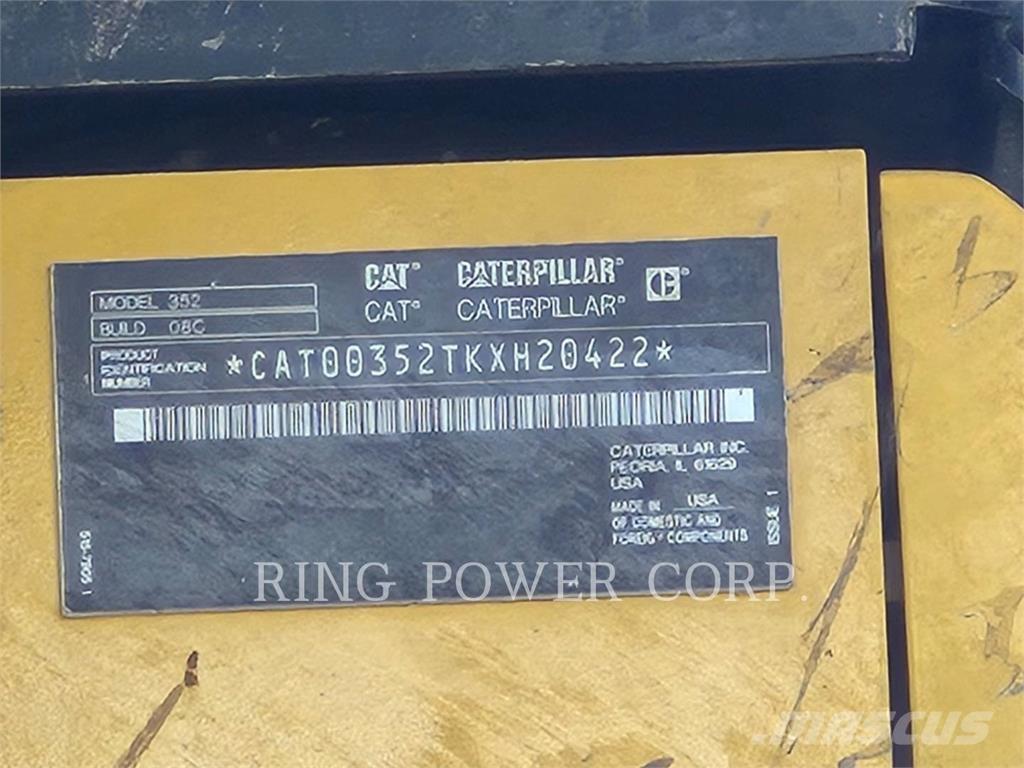 CAT® CATERPILLAR®
CAT® CATERPILLAR®
MODEL 352
BUILD 08C
PRODUCT
IDENTIFICATION
NUMBER
*CAT00352TKXH20422*
CATERPILLAR INC.
PEORIA, IL 61629
USA
MADE IN USA
OF DOMESTIC AND
FOREIGN COMPONENTS
ISSUE 1
RING POWER CORP.
MASCUS